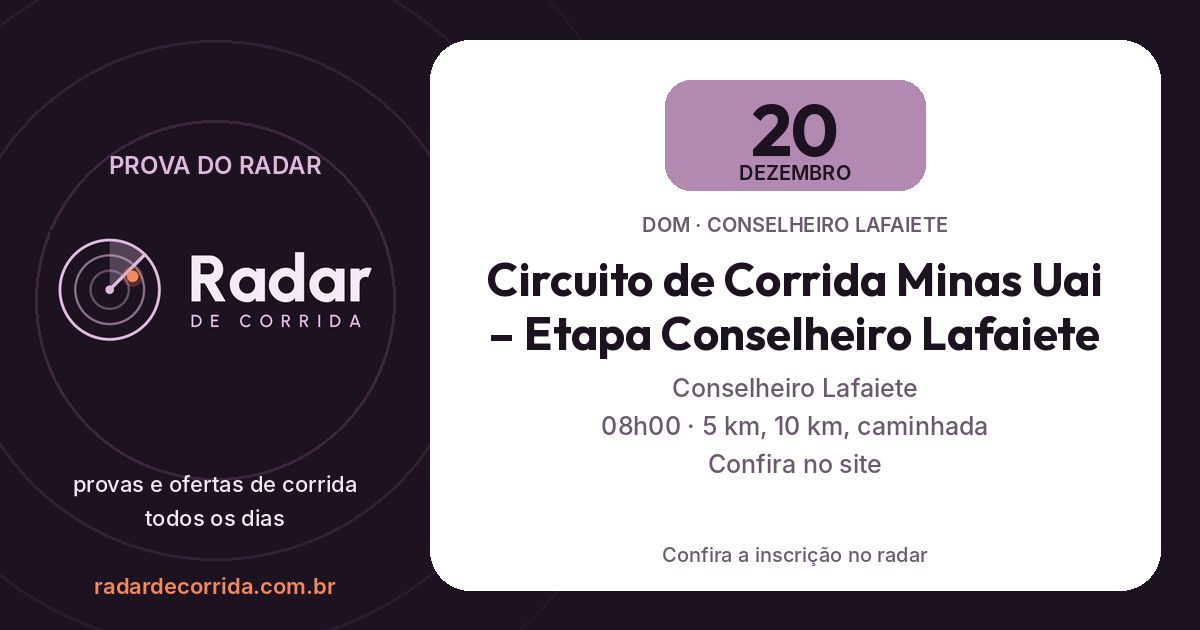 PROVA DO RADAR
Radar
DE CORRIDA
provas e ofertas de corrida
todos os dias
radardecorrida.com.br
20
DEZEMBRO
DOM · CONSELHEIRO LAFAIETE
Circuito de Corrida Minas Uai
– Etapa Conselheiro Lafaiete
Conselheiro Lafaiete
08h00 · 5 km, 10 km, caminhada
Confira no site
Confira a inscrição no radar